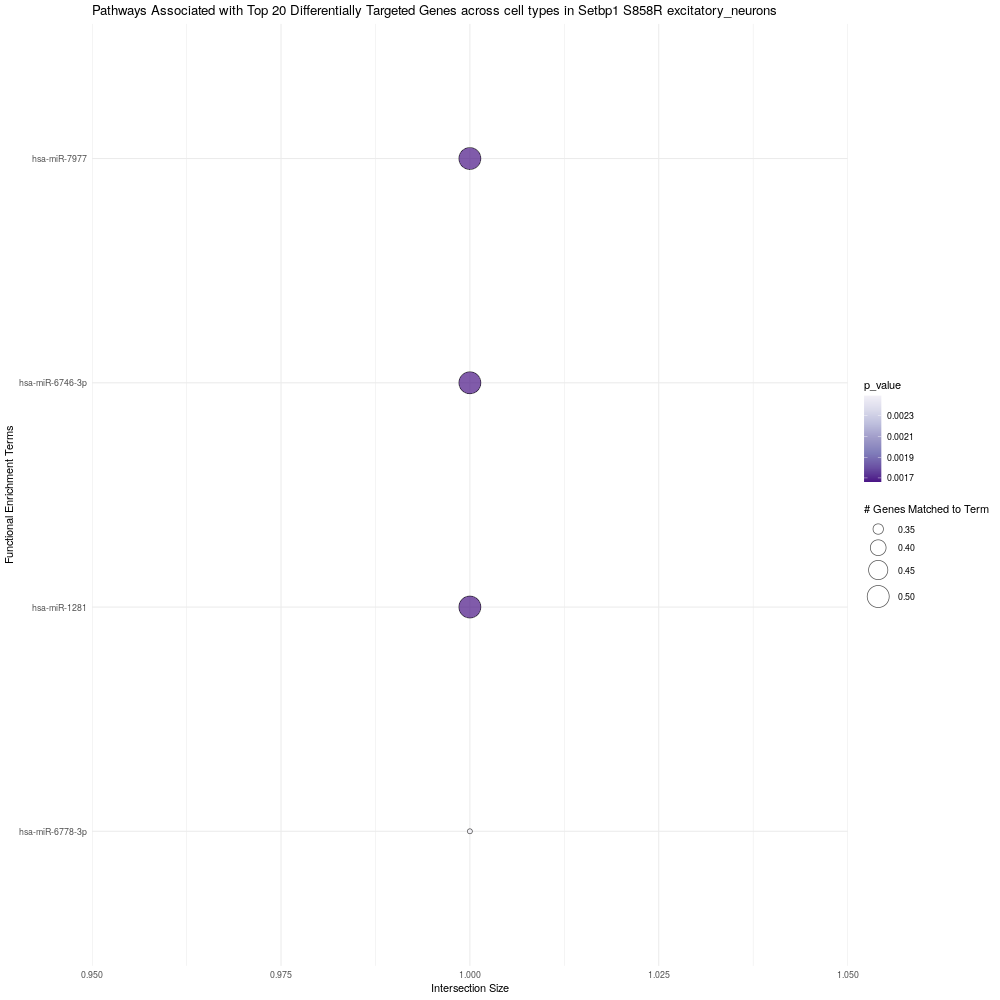 Pathways Associated with Top 20 Differentially Targeted Genes across cell types in Setbp1 S858R excitatory_neurons
hsa-miR-7977
hsa-miR-6746-3p
hsa-miR-1281
hsa-miR-6778-3p
Functional Enrichment Terms
0.950
0.975
1.000
1.025
1.050
Intersection Size
p_value
0.0023
0.0021
0.0019
0.0017
# Genes Matched to Term
0.35
0.40
0.45
0.50